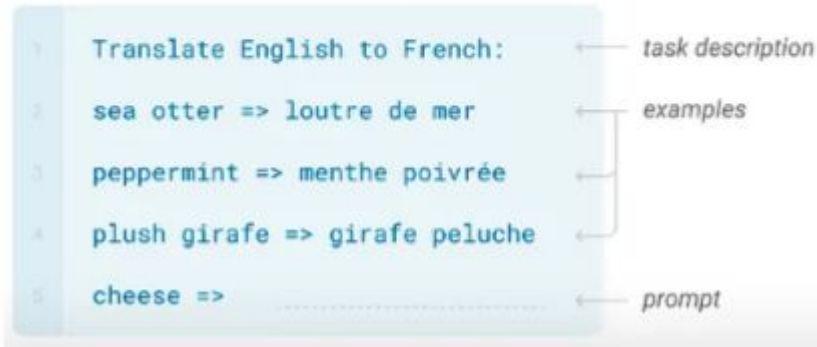 1 Translate English to French: task description
2 sea otter => loutre de mer examples
3 peppermint => menthe poivrée
4 plush girafe => girafe peluche
5 cheese => prompt